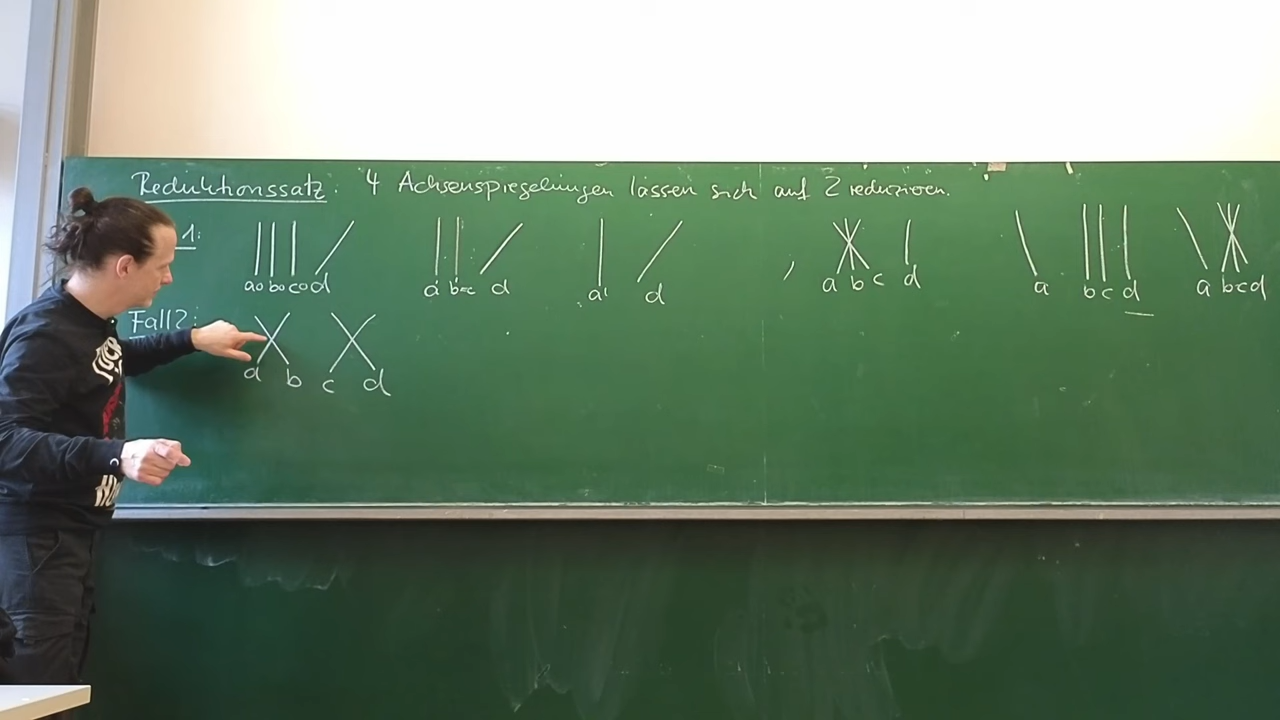 Reduktionssatz: 4 Achsenspiegelungen lassen sich auf 2 reduzieren.
1:
a∘b∘c∘d
a' b'=c d
a' d
, a b c d
a b c d
a b c d
Fall 2:
a b c d